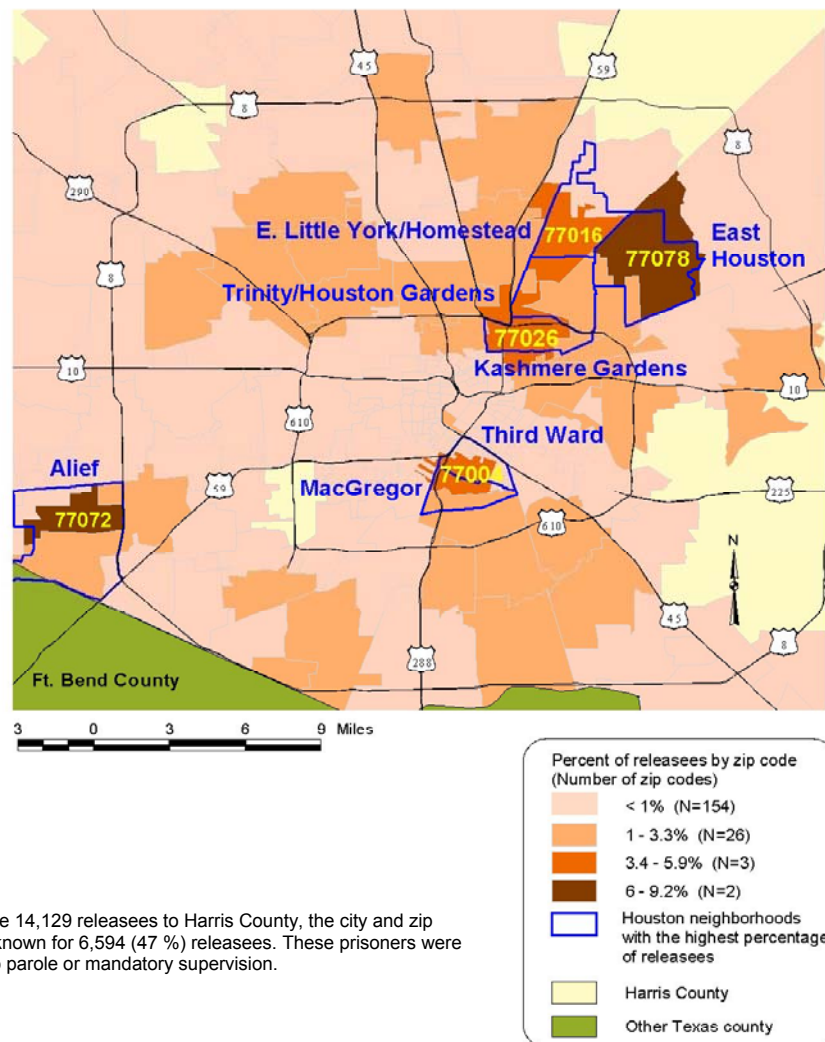 45
59
8
8
290
E. Little York/Homestead
77016
East
Houston
77078
8
Trinity/Houston Gardens
77026
10
Kashmere Gardens
10
610
Third Ward
Alief
7700
59
MacGregor
225
77072
610
N
45
8
288
Ft. Bend County
3 0 3 6 9 Miles
Percent of releasees by zip code
(Number of zip codes)
< 1% (N=154)
1 - 3.3% (N=26)
3.4 - 5.9% (N=3)
6 - 9.2% (N=2)
Houston neighborhoods
with the highest percentage
of releasees
Harris County
Other Texas county
e 14,129 releasees to Harris County, the city and zip
known for 6,594 (47 %) releasees. These prisoners were
parole or mandatory supervision.